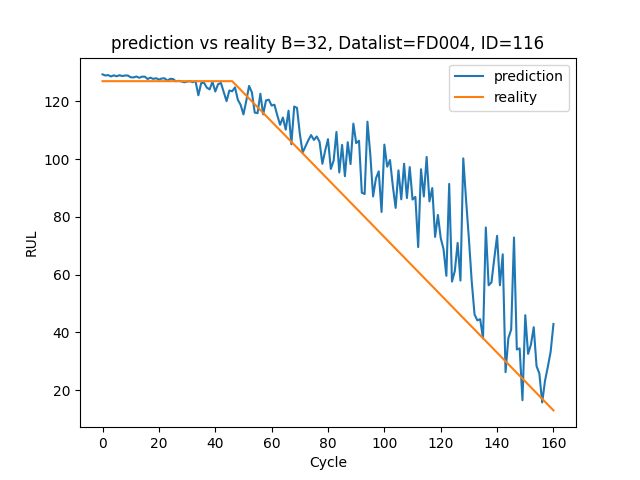 prediction vs reality B=32, Datalist=FD004, ID=116
prediction
reality
RUL
120
100
80
60
40
20
0 20 40 60 80 100 120 140 160
Cycle